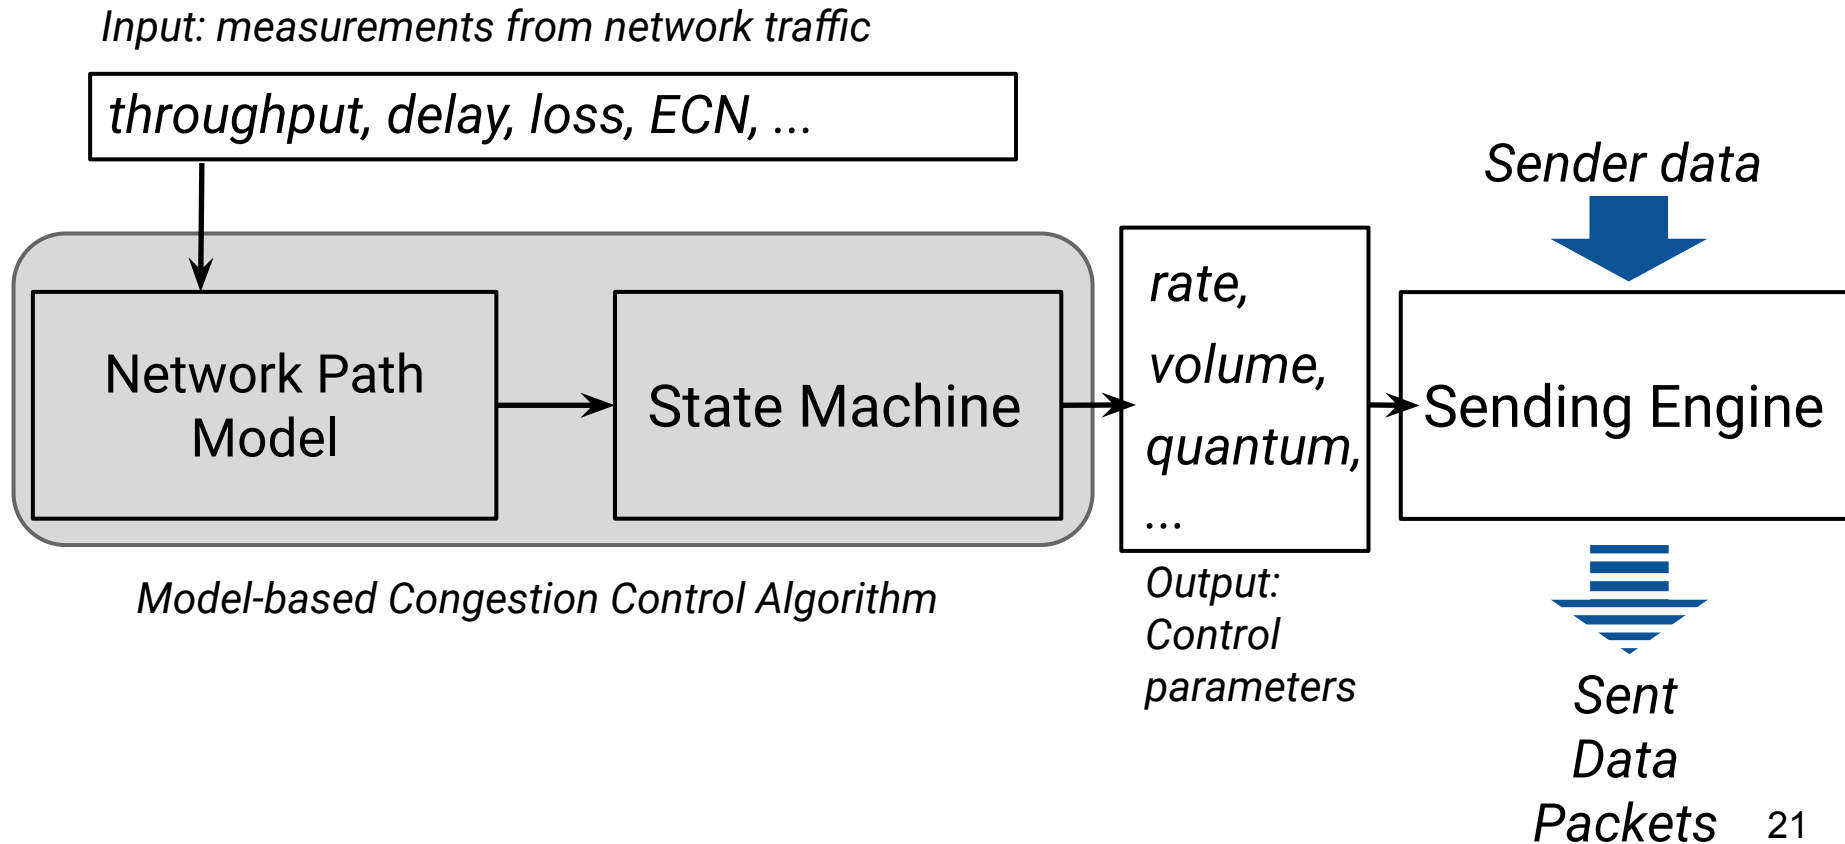 Input: measurements from network traffic
throughput, delay, loss, ECN, ...
Sender data
Network Path
Model
State Machine
rate,
volume,
quantum,
...
Sending Engine
Model-based Congestion Control Algorithm
Output:
Control
parameters
Sent
Data
Packets
21